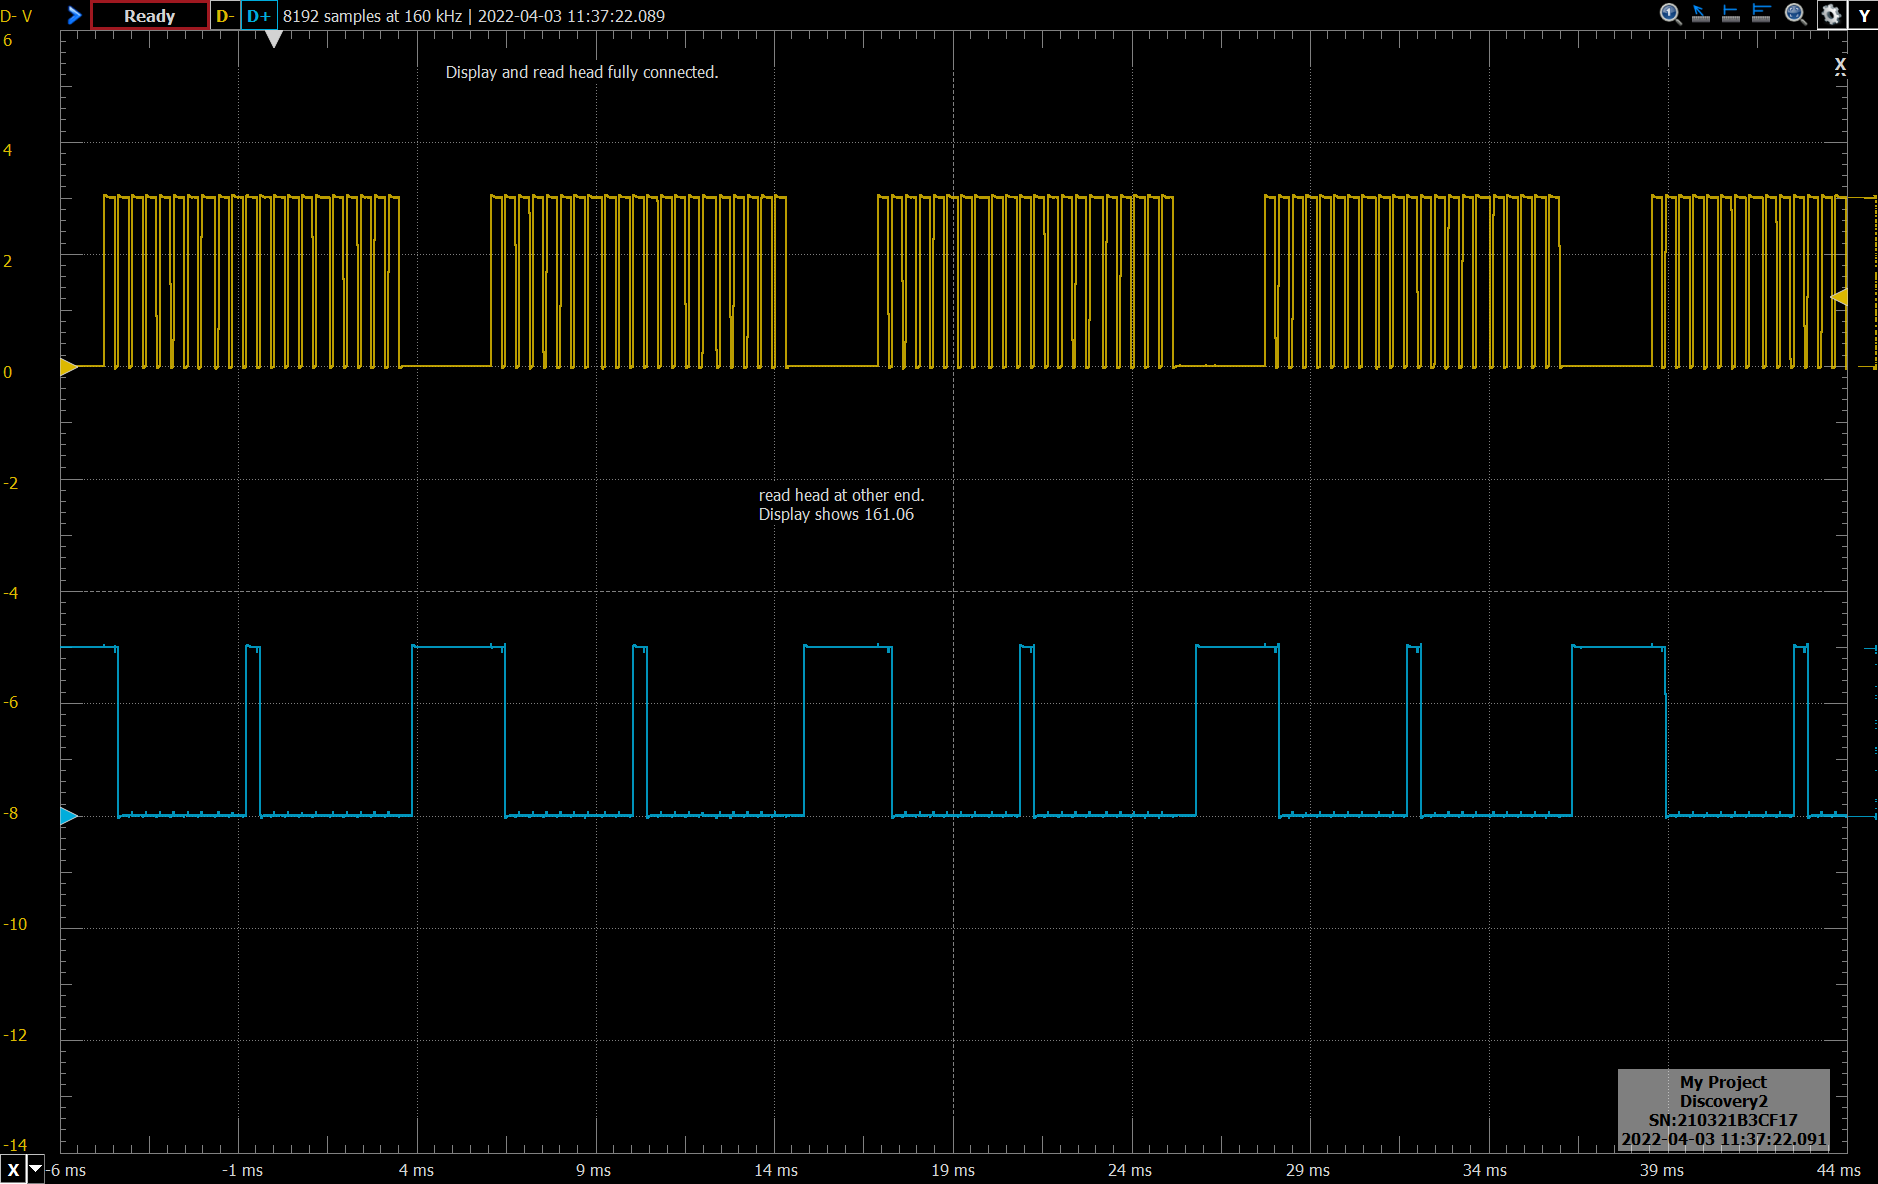 D- V
Ready
D-
D+
8192 samples at 160 kHz | 2022-04-03 11:37:22.089
Y
X
6
4
2
0
-2
-4
-6
-8
-10
-12
-14
Display and read head fully connected.
read head at other end.
Display shows 161.06
My Project
Discovery2
SN:210321B3CF17
2022-04-03 11:37:22.091
X
-6 ms
-1 ms
4 ms
9 ms
14 ms
19 ms
24 ms
29 ms
34 ms
39 ms
44 ms